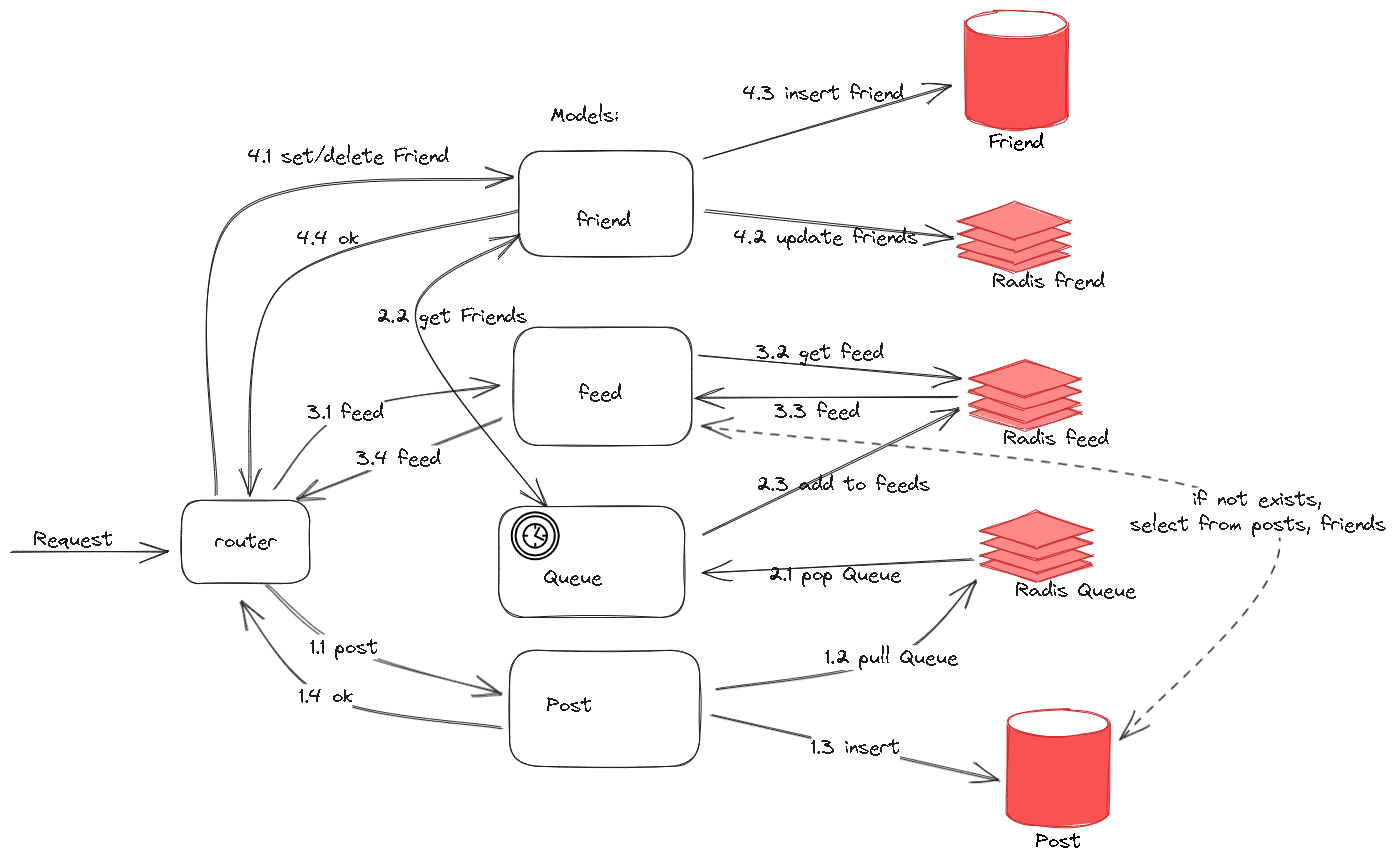 4.3 insert friend
Friend
Models:
4.1 set/delete Friend
friend
4.4 ok
4.2 update friends
Radis frend
2.2 get Friends
3.2 get feed
feed
3.1 feed
3.3 feed
Radis feed
3.4 feed
2.3 add to feeds
if not exists,
select from posts, friends
Request
router
Queue
2.1 pop Queue
Radis Queue
1.1 post
1.2 pull Queue
1.4 ok
Post
1.3 insert
Post